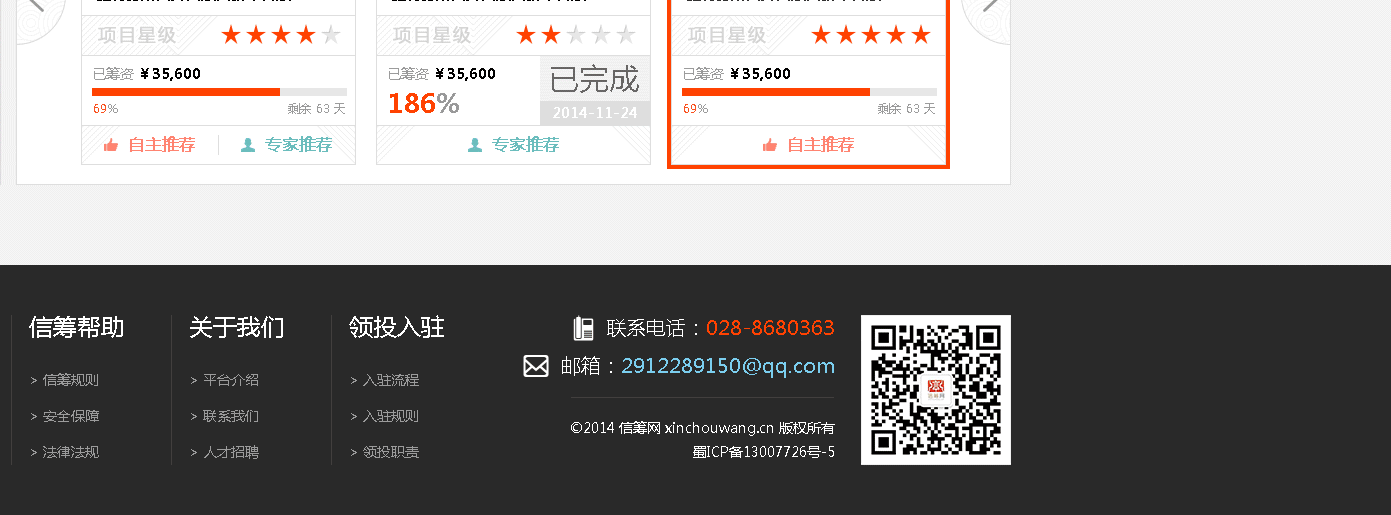 项目星级
已筹资 ¥35,600
69%
剩余 63 天
自主推荐
专家推荐
项目星级
已筹资 ¥35,600
186%
已完成
2014-11-24
专家推荐
项目星级
已筹资 ¥35,600
69%
剩余 63 天
自主推荐
信筹帮助
> 信筹规则
> 安全保障
> 法律法规
关于我们
> 平台介绍
> 联系我们
> 人才招聘
领投入驻
> 入驻流程
> 入驻规则
> 领投职责
联系电话：028-8680363
邮箱：2912289150@qq.com
©2014 信筹网 xinchouwang.cn 版权所有
蜀ICP备13007726号-5